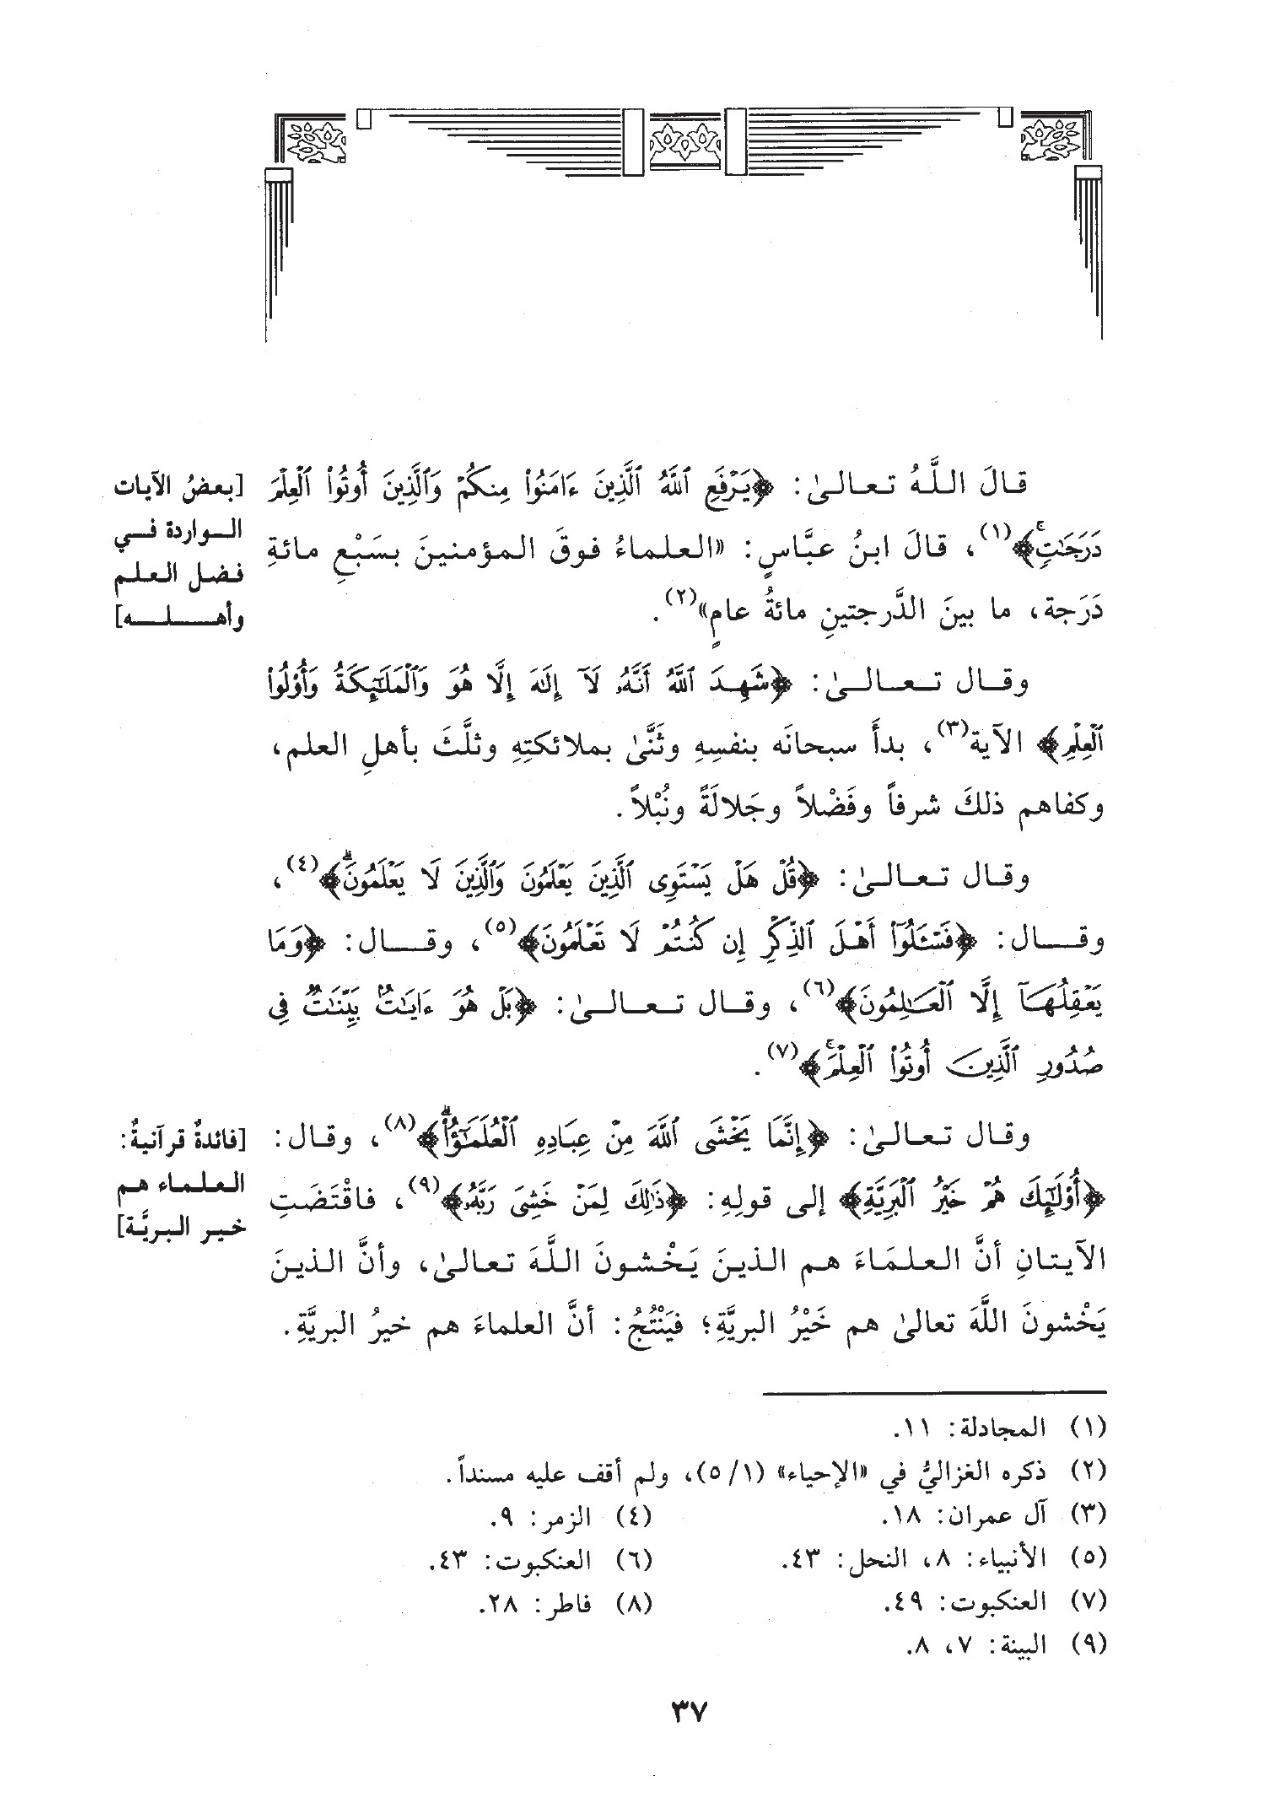 قالَ اللَّهُ تعالىٰ: ﴿يَرْفَعِ ٱللَّهُ ٱلَّذِينَ ءَامَنُوا۟ مِنكُمْ وَٱلَّذِينَ أُوتُوا۟ ٱلْعِلْمَ
دَرَجَٰتٍ ۚ﴾(١)، قالَ ابنُ عبَّاسٍ: «العلماءُ فوقَ المؤمنينَ بسَبْعِ مائةِ
دَرَجة، ما بينَ الدَّرجتينِ مائةُ عامٍ»(٢).
[بعضُ الآيات
الواردة في
فضل العلم
وأهله]
وقال تعالىٰ: ﴿شَهِدَ ٱللَّهُ أَنَّهُۥ لَآ إِلَٰهَ إِلَّا هُوَ وَٱلْمَلَٰٓئِكَةُ وَأُو۟لُوا۟
ٱلْعِلْمِ﴾ الآية(٣)، بدأَ سبحانَه بنفسِهِ وثَنَّىٰ بملائكتِهِ وثلَّثَ بأهلِ العلم،
وكفاهم ذلكَ شرفاً وفَضْلاً وجَلالَةً ونُبْلاً.
وقال تعالىٰ: ﴿قُلْ هَلْ يَسْتَوِى ٱلَّذِينَ يَعْلَمُونَ وَٱلَّذِينَ لَا يَعْلَمُونَ ۗ﴾(٤)،
وقال: ﴿فَسْـَٔلُوٓا۟ أَهْلَ ٱلذِّكْرِ إِن كُنتُمْ لَا تَعْلَمُونَ﴾(٥)، وقال: ﴿وَمَا
يَعْقِلُهَآ إِلَّا ٱلْعَٰلِمُونَ﴾(٦)، وقال تعالىٰ: ﴿بَلْ هُوَ ءَايَٰتٌۢ بَيِّنَٰتٌ فِى
صُدُورِ ٱلَّذِينَ أُوتُوا۟ ٱلْعِلْمَ ۚ﴾(٧).
وقال تعالىٰ: ﴿إِنَّمَا يَخْشَى ٱللَّهَ مِنْ عِبَادِهِ ٱلْعُلَمَٰٓؤُا۟ ۗ﴾(٨)، وقال:
﴿أُو۟لَٰٓئِكَ هُمْ خَيْرُ ٱلْبَرِيَّةِ﴾ إلى قولِهِ: ﴿ذَٰلِكَ لِمَنْ خَشِىَ رَبَّهُۥ﴾(٩)، فاقْتَضَتِ
الآيتانِ أنَّ العلمَاءَ هم الذينَ يَخْشونَ اللَّهَ تعالىٰ، وأنَّ الذينَ
يَخْشونَ اللَّهَ تعالىٰ هم خَيْرُ البريَّةِ؛ فيَنْتُجُ: أنَّ العلماءَ هم خيرُ البريَّةِ.
[فائدةٌ قرآنيةٌ:
العلماء هم
خير البريَّة]
(١) المجادلة: ١١.
(٢) ذكره الغزاليُّ في «الإحياء» (٥/١)، ولم أقف عليه مسنداً.
(٣) آل عمران: ١٨. (٤) الزمر: ٩.
(٥) الأنبياء: ٨، النحل: ٤٣. (٦) العنكبوت: ٤٣.
(٧) العنكبوت: ٤٩. (٨) فاطر: ٢٨.
(٩) البينة: ٧، ٨.
٣٧